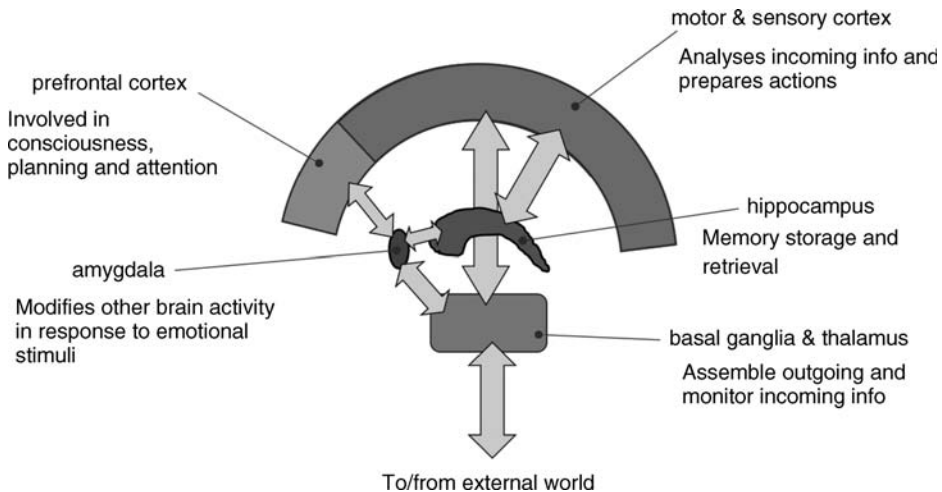 motor & sensory cortex
Analyses incoming info and
prepares actions
prefrontal cortex
Involved in
consciousness,
planning and attention
hippocampus
Memory storage and
retrieval
amygdala
Modifies other brain activity
in response to emotional
stimuli
basal ganglia & thalamus
Assemble outgoing and
monitor incoming info
To/from external world